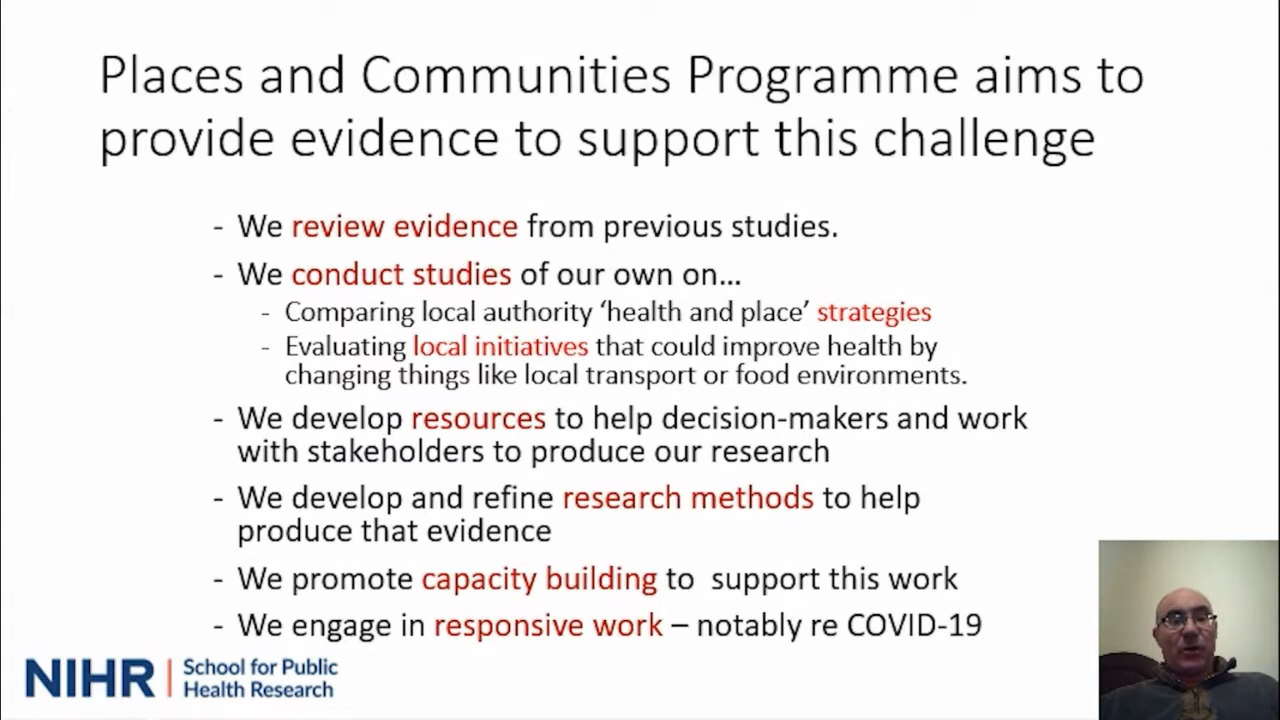 Places and Communities Programme aims to
provide evidence to support this challenge
- We review evidence from previous studies.
- We conduct studies of our own on...
- Comparing local authority ‘health and place’ strategies
- Evaluating local initiatives that could improve health by
changing things like local transport or food environments.
- We develop resources to help decision-makers and work
with stakeholders to produce our research
- We develop and refine research methods to help
produce that evidence
- We promote capacity building to  support this work
- We engage in responsive work – notably re COVID-19
NIHR | School for Public
Health Research